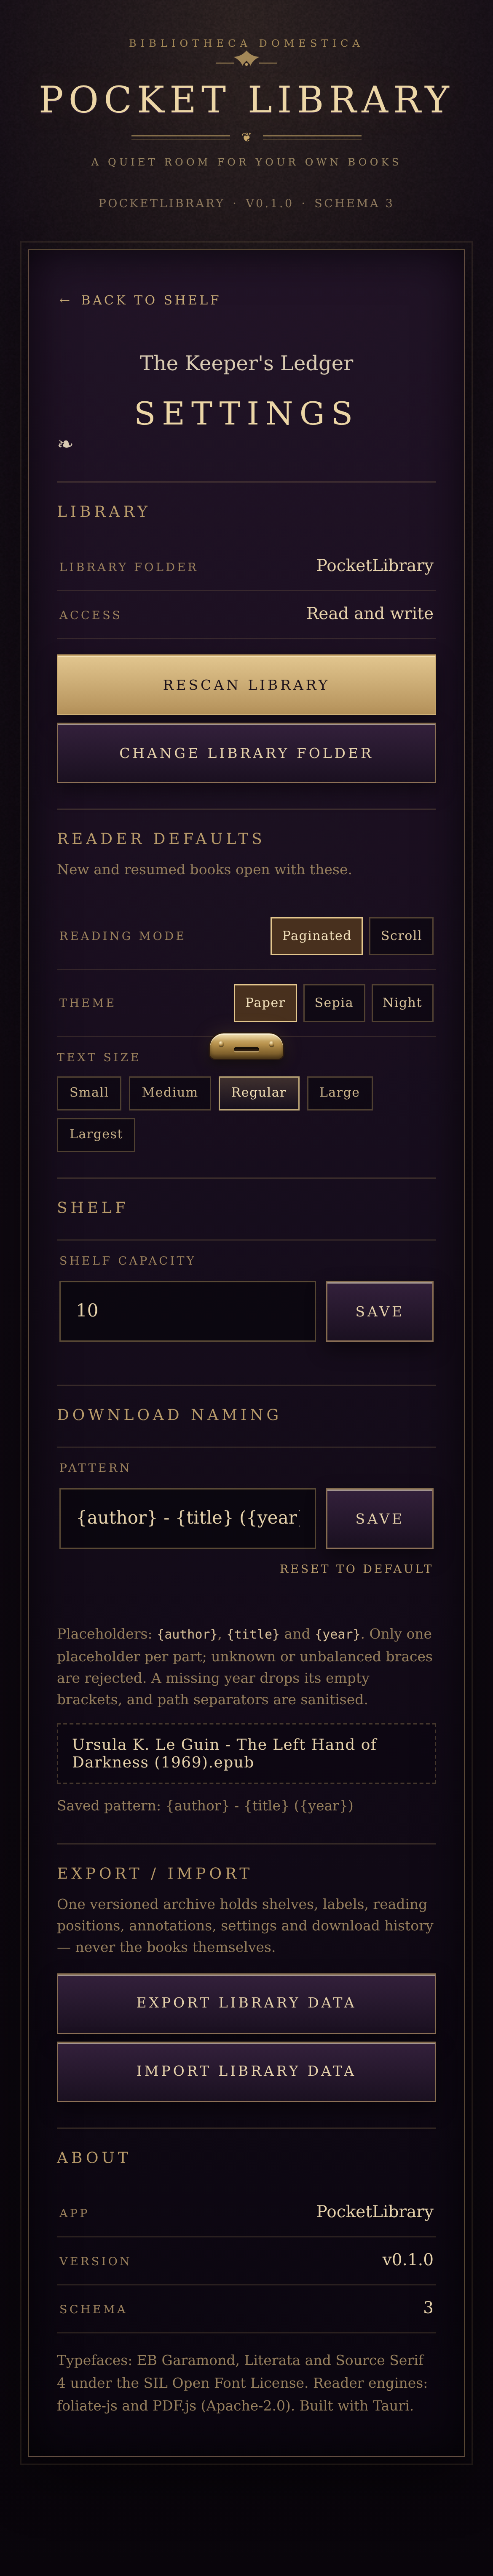 BIBLIOTHECA DOMESTICA
POCKET LIBRARY
❦
A QUIET ROOM FOR YOUR OWN BOOKS
POCKETLIBRARY · V0.1.0 · SCHEMA 3
← BACK TO SHELF
The Keeper's Ledger
SETTINGS
❧
LIBRARY
LIBRARY FOLDER PocketLibrary
ACCESS Read and write
RESCAN LIBRARY
CHANGE LIBRARY FOLDER
READER DEFAULTS
New and resumed books open with these.
READING MODE Paginated Scroll
THEME Paper Sepia Night
TEXT SIZE
Small Medium Regular Large
Largest
SHELF
SHELF CAPACITY
10 SAVE
DOWNLOAD NAMING
PATTERN
{author} - {title} ({year SAVE
RESET TO DEFAULT
Placeholders: {author}, {title} and {year}. Only one
placeholder per part; unknown or unbalanced braces
are rejected. A missing year drops its empty
brackets, and path separators are sanitised.
Ursula K. Le Guin - The Left Hand of
Darkness (1969).epub
Saved pattern: {author} - {title} ({year})
EXPORT / IMPORT
One versioned archive holds shelves, labels, reading
positions, annotations, settings and download history
— never the books themselves.
EXPORT LIBRARY DATA
IMPORT LIBRARY DATA
ABOUT
APP PocketLibrary
VERSION v0.1.0
SCHEMA 3
Typefaces: EB Garamond, Literata and Source Serif
4 under the SIL Open Font License. Reader engines:
foliate-js and PDF.js (Apache-2.0). Built with Tauri.